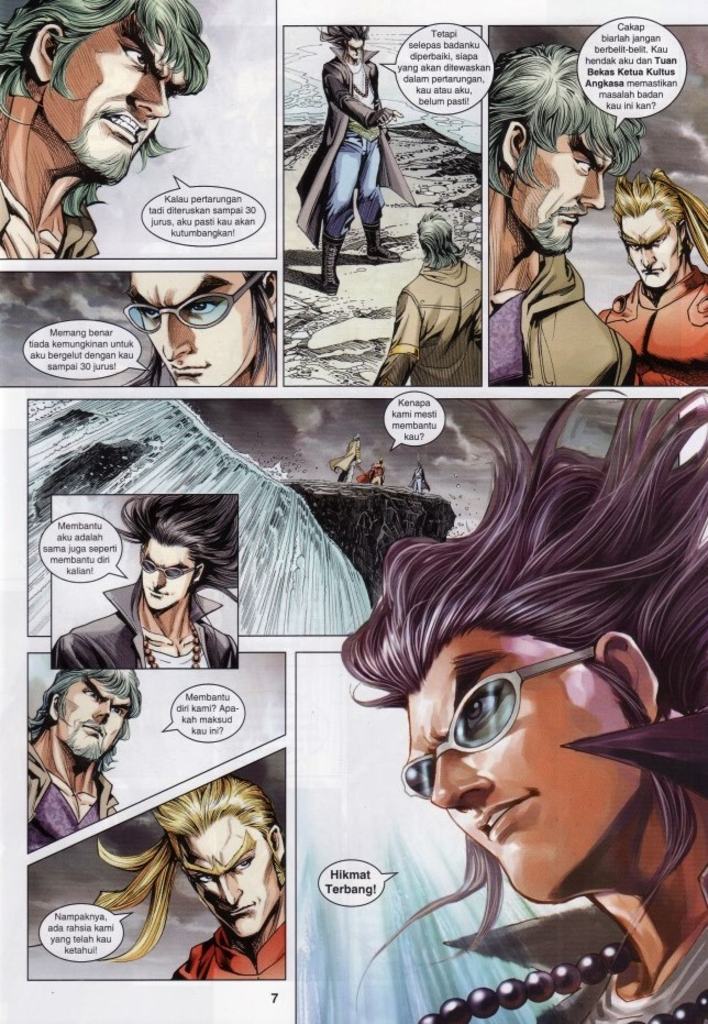 Kalau pertarungan
tadi diteruskan sampai 30
jurus, aku pasti kau
kutumbangkan!
Memang benar
tiada kemungkinan untuk
aku bergelut dengan kau
sampai 30 jurus!
Tetapi
selepas badanku
diperbaiki, siapa
yang akan ditewaskan
dalam pertarungan,
kau atau aku,
belum pasti!
Cakap
biarlah jangan
berbelit-belit. Kau
hendak aku dan Tuan
Bekas Ketua Kultus
Angkasa memastikan
masalah badan
kau ini kan?
Kenapa
kami mesti
membantu
kau?
Membantu
aku adalah
sama juga seperti
membantu diri
kalian!
Membantu
diri kami? Apa-
kah maksud
kau ini?
Nampaknya,
ada rahsia kami
yang telah kau
ketahui!
Hikmat
Terbang!
7